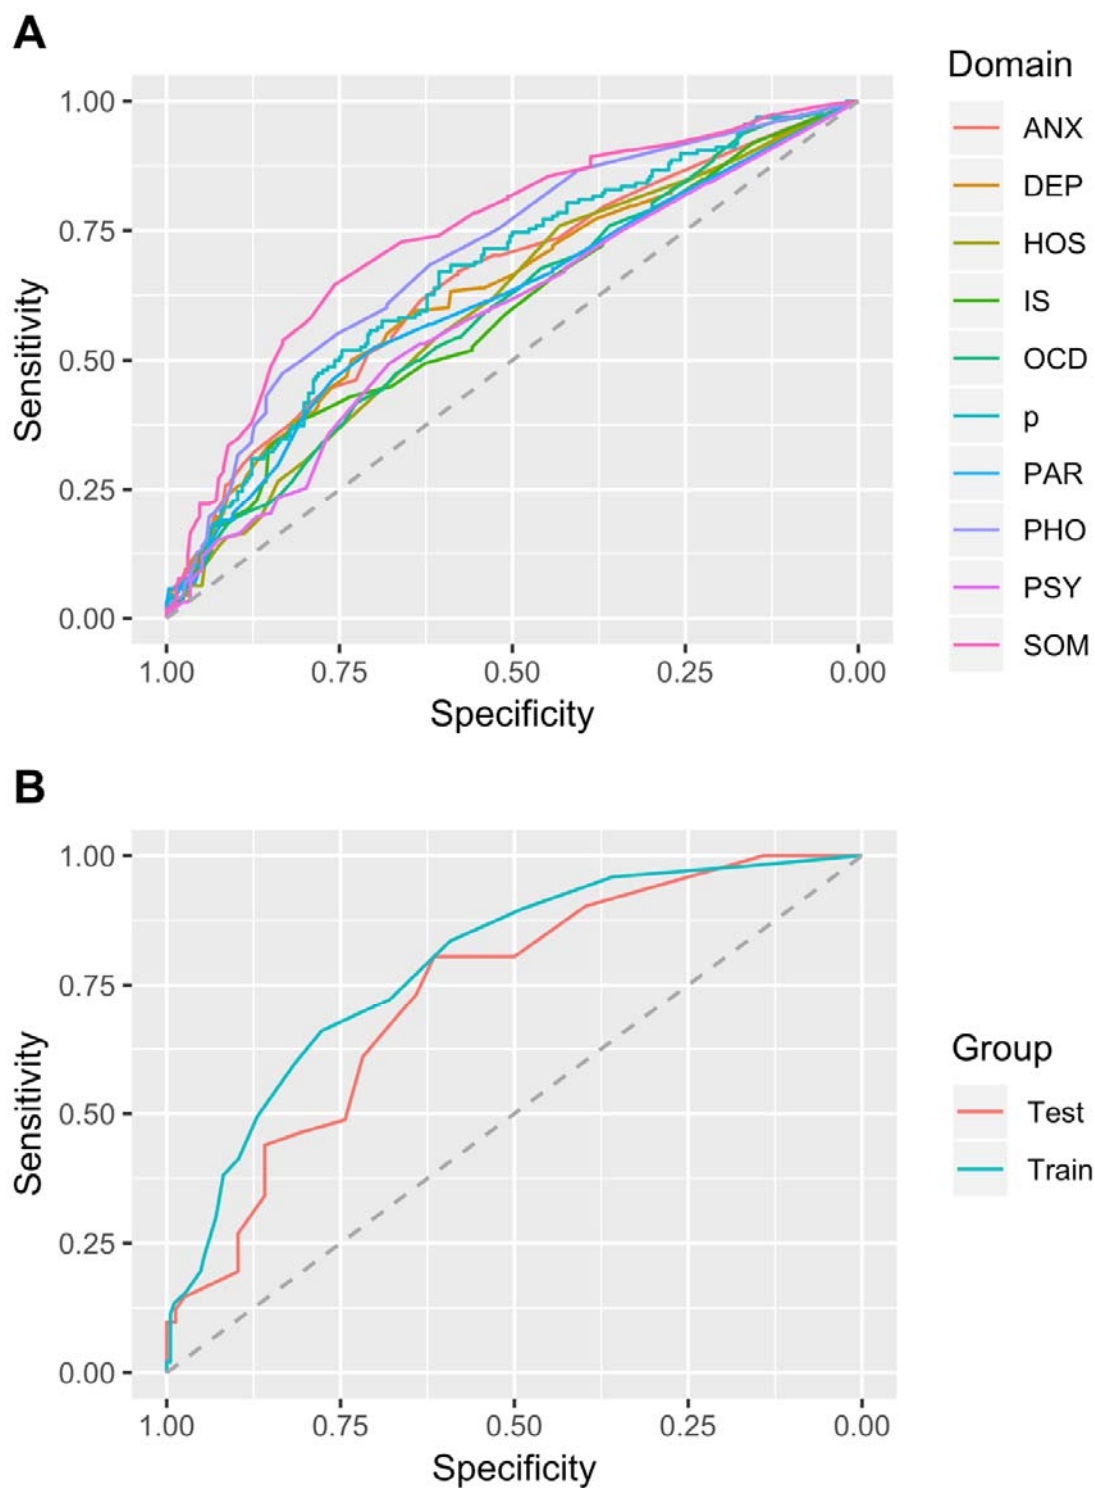 A
Domain
ANX
DEP
HOS
IS
OCD
p
PAR
PHO
PSY
SOM
Sensitivity
1.00
0.75
0.50
0.25
0.00
1.00 0.75 0.50 0.25 0.00
Specificity
B
Group
Test
Train
Sensitivity
1.00
0.75
0.50
0.25
0.00
1.00 0.75 0.50 0.25 0.00
Specificity